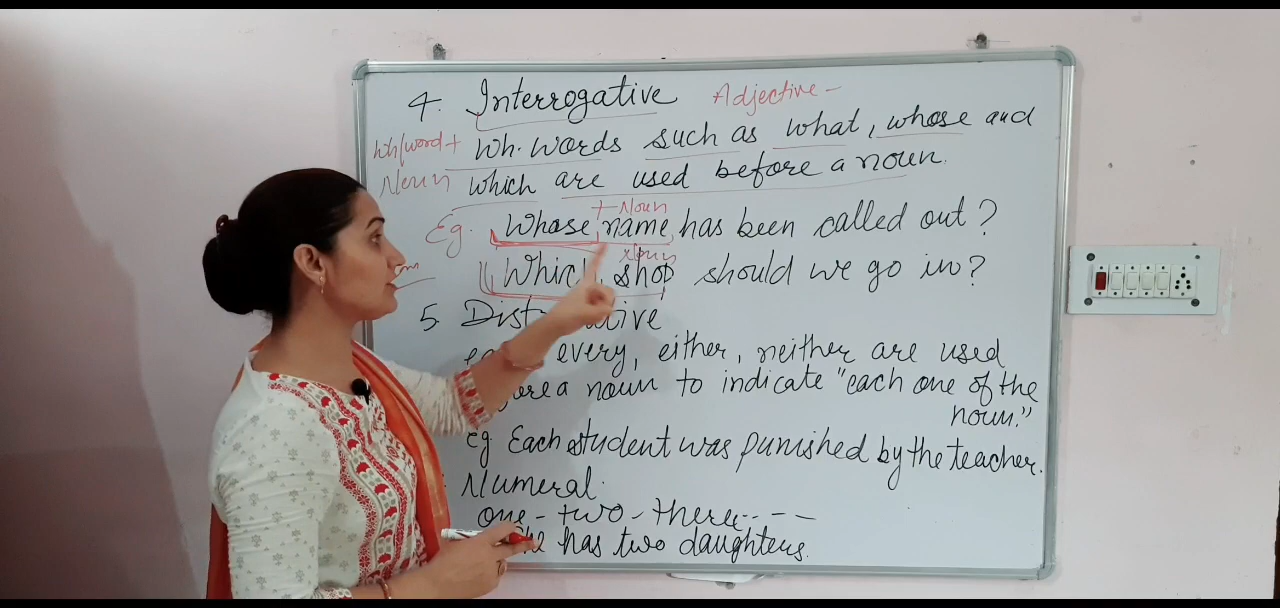 4. Interrogative Adjective -
Wh/word + Wh. words such as what, whose and
Noun which are used before a noun.
+ Noun
Eg. Whose name has been called out?
Noun
Which shop should we go in?
5. Distributive
every, either, neither are used
a noun to indicate "each one of the
noun."
eg Each student was punished by the teacher.
Numeral.
one - two - there - - - -
has two daughters.